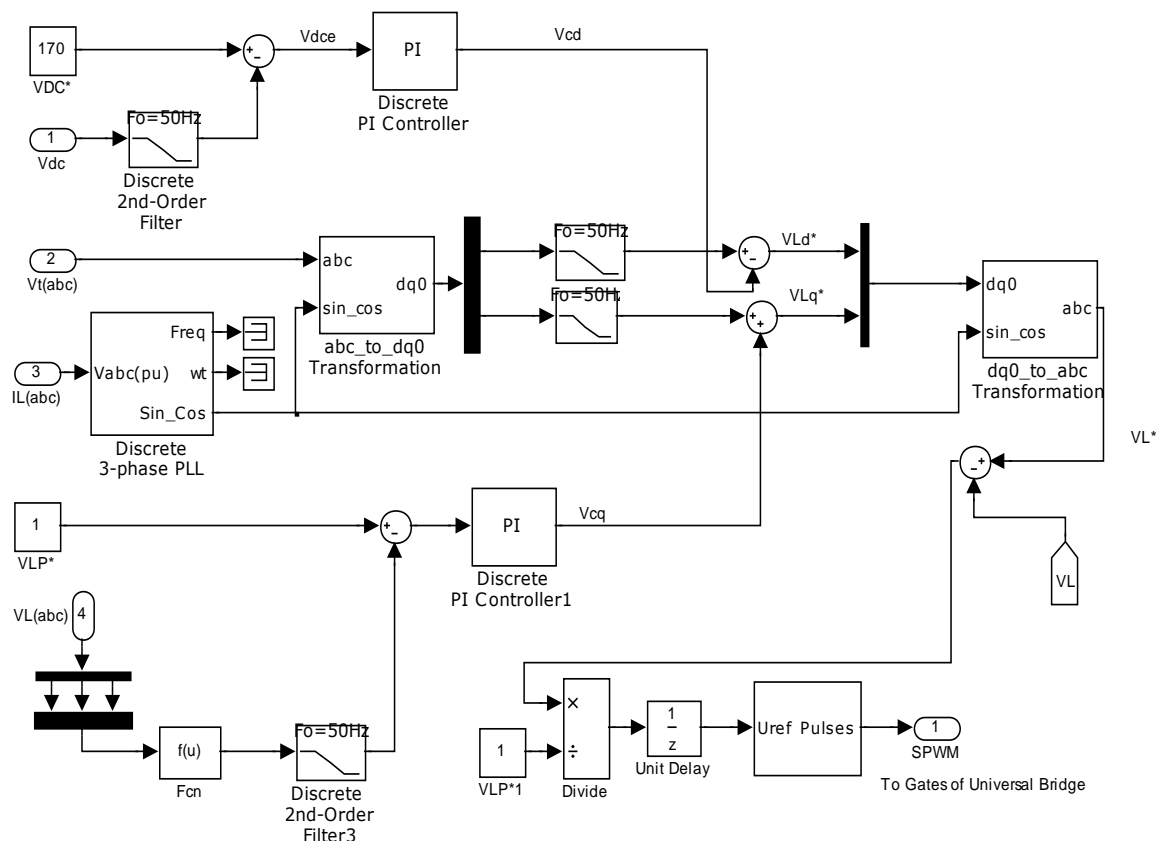 170
VDC*
+
−
Vdce
PI
Discrete
PI Controller
Vcd
1
Vdc
Fo=50Hz
Discrete
2nd-Order
Filter
2
Vt(abc)
abc
sin_cos
dq0
abc_to_dq0
Transformation
Fo=50Hz
Fo=50Hz
+
−
VLd*
+
+
VLq*
dq0
sin_cos
abc
dq0_to_abc
Transformation
3
IL(abc)
Vabc(pu)
Freq
wt
Sin_Cos
Discrete
3-phase PLL
VL*
+
−
VL
1
VLP*
+
−
PI
Discrete
PI Controller1
Vcq
VL(abc)
4
f(u)
Fcn
Fo=50Hz
Discrete
2nd-Order
Filter3
1
VLP*1
×
÷
Divide
1
z
Unit Delay
Uref Pulses
1
SPWM
To Gates of Universal Bridge